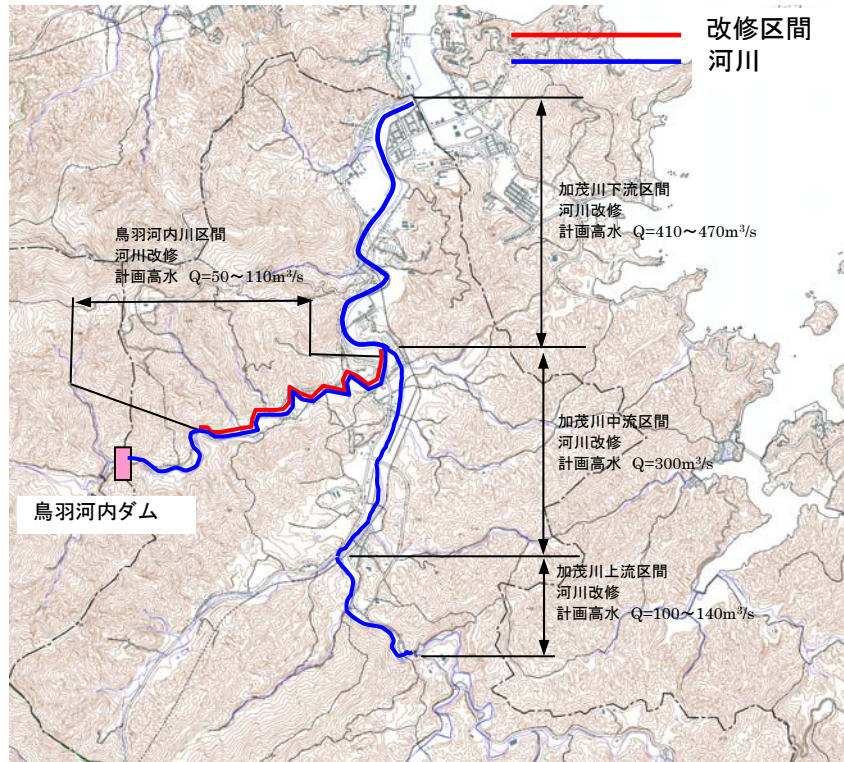 改修区間
河川
加茂川下流区間
河川改修
計画高水 Q=410～470m³/s
鳥羽河内川区間
河川改修
計画高水 Q=50～110m³/s
加茂川中流区間
河川改修
計画高水 Q=300m³/s
鳥羽河内ダム
加茂川上流区間
河川改修
計画高水 Q=100～140m³/s